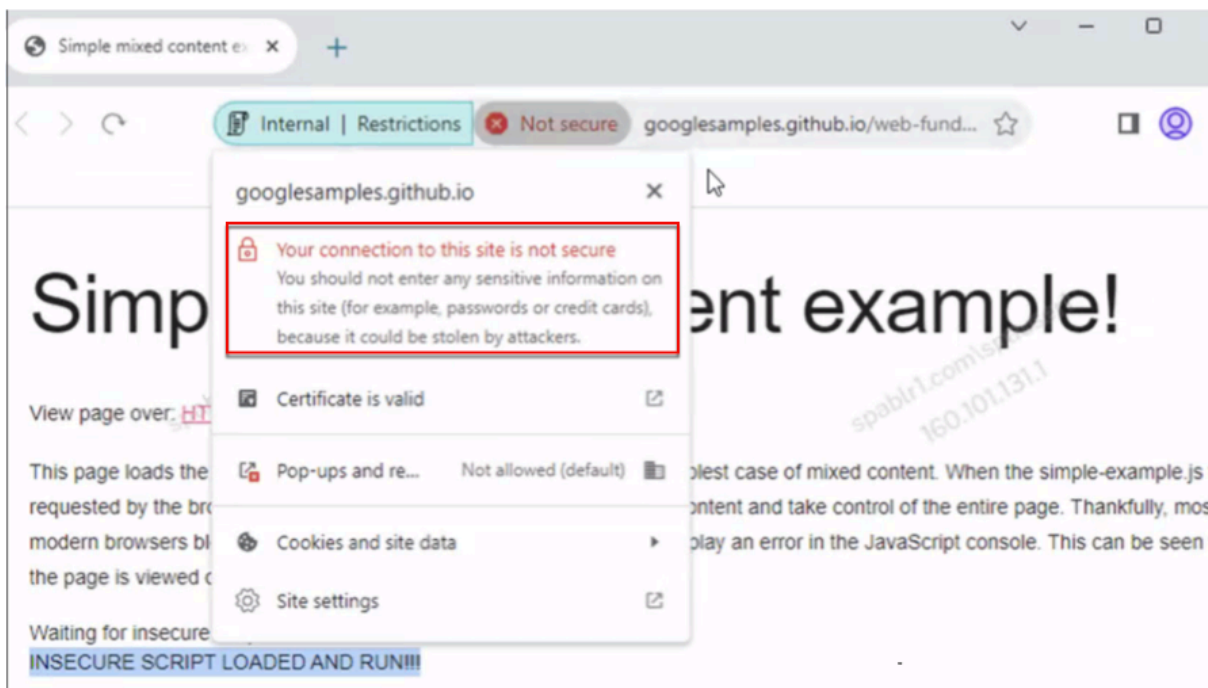 Simple mixed content e
Internal | Restrictions
Not secure
googlesamples.github.io/web-fund...
googlesamples.github.io
Your connection to this site is not secure
You should not enter any sensitive information on
this site (for example, passwords or credit cards),
because it could be stolen by attackers.
Certificate is valid
Pop-ups and re... Not allowed (default)
Cookies and site data
Site settings
Simp ent example!
View page over: HT
This page loads the plest case of mixed content. When the simple-example.js
requested by the bro ontent and take control of the entire page. Thankfully, mos
modern browsers bl play an error in the JavaScript console. This can be seen
the page is viewed
Waiting for insecure
INSECURE SCRIPT LOADED AND RUN!!!!
160.101.131.1